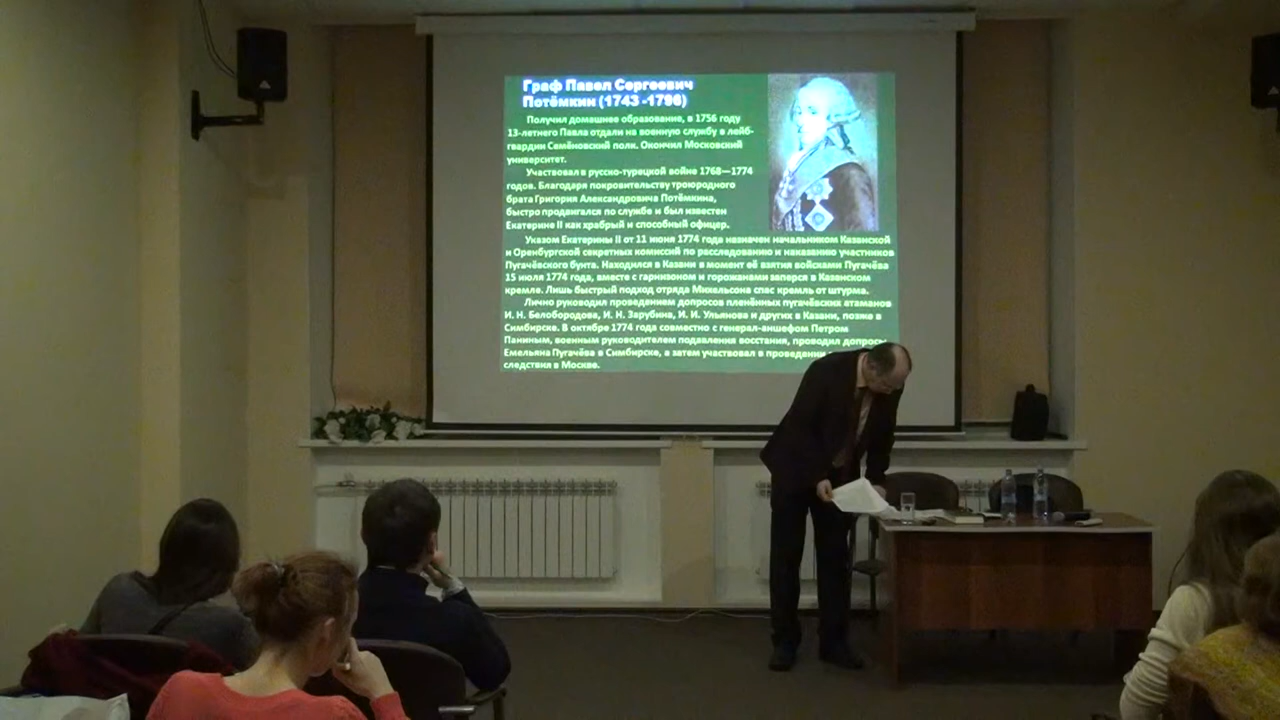 Граф Павел Сергеевич
Потёмкин (1743 -1796)
Получил домашнее образование, в 1756 году
13-летнего Павла отдали на военную службу в лейб-
гвардии Семёновский полк. Окончил Московский
университет.
Участвовал в русско-турецкой войне 1768—1774
годов. Благодаря покровительству троюродного
брата Григория Александровича Потёмкина,
быстро продвигался по службе и был известен
Екатерине II как храбрый и способный офицер.
Указом Екатерины II от 11 июня 1774 года назначен начальником Казанской
и Оренбургской секретных комиссий по расследованию и наказанию участников
Пугачёвского бунта. Находился в Казани в момент её взятия войсками Пугачёва
15 июля 1774 года, вместе с гарнизоном и горожанами заперся в Казанском
кремле. Лишь быстрый подход отряда Михельсона спас кремль от штурма.
Лично руководил проведением допросов пленённых пугачёвских атаманов
И. Н. Белобородова, И. Н. Зарубина, И. И. Ульянова и других в Казани, позже в
Симбирске. В октябре 1774 года совместно с генерал-аншефом Петром
Паниным, военным руководителем подавления восстания, проводил допросы
Емельяна Пугачёва в Симбирске, а затем участвовал в проведении
следствия в Москве.